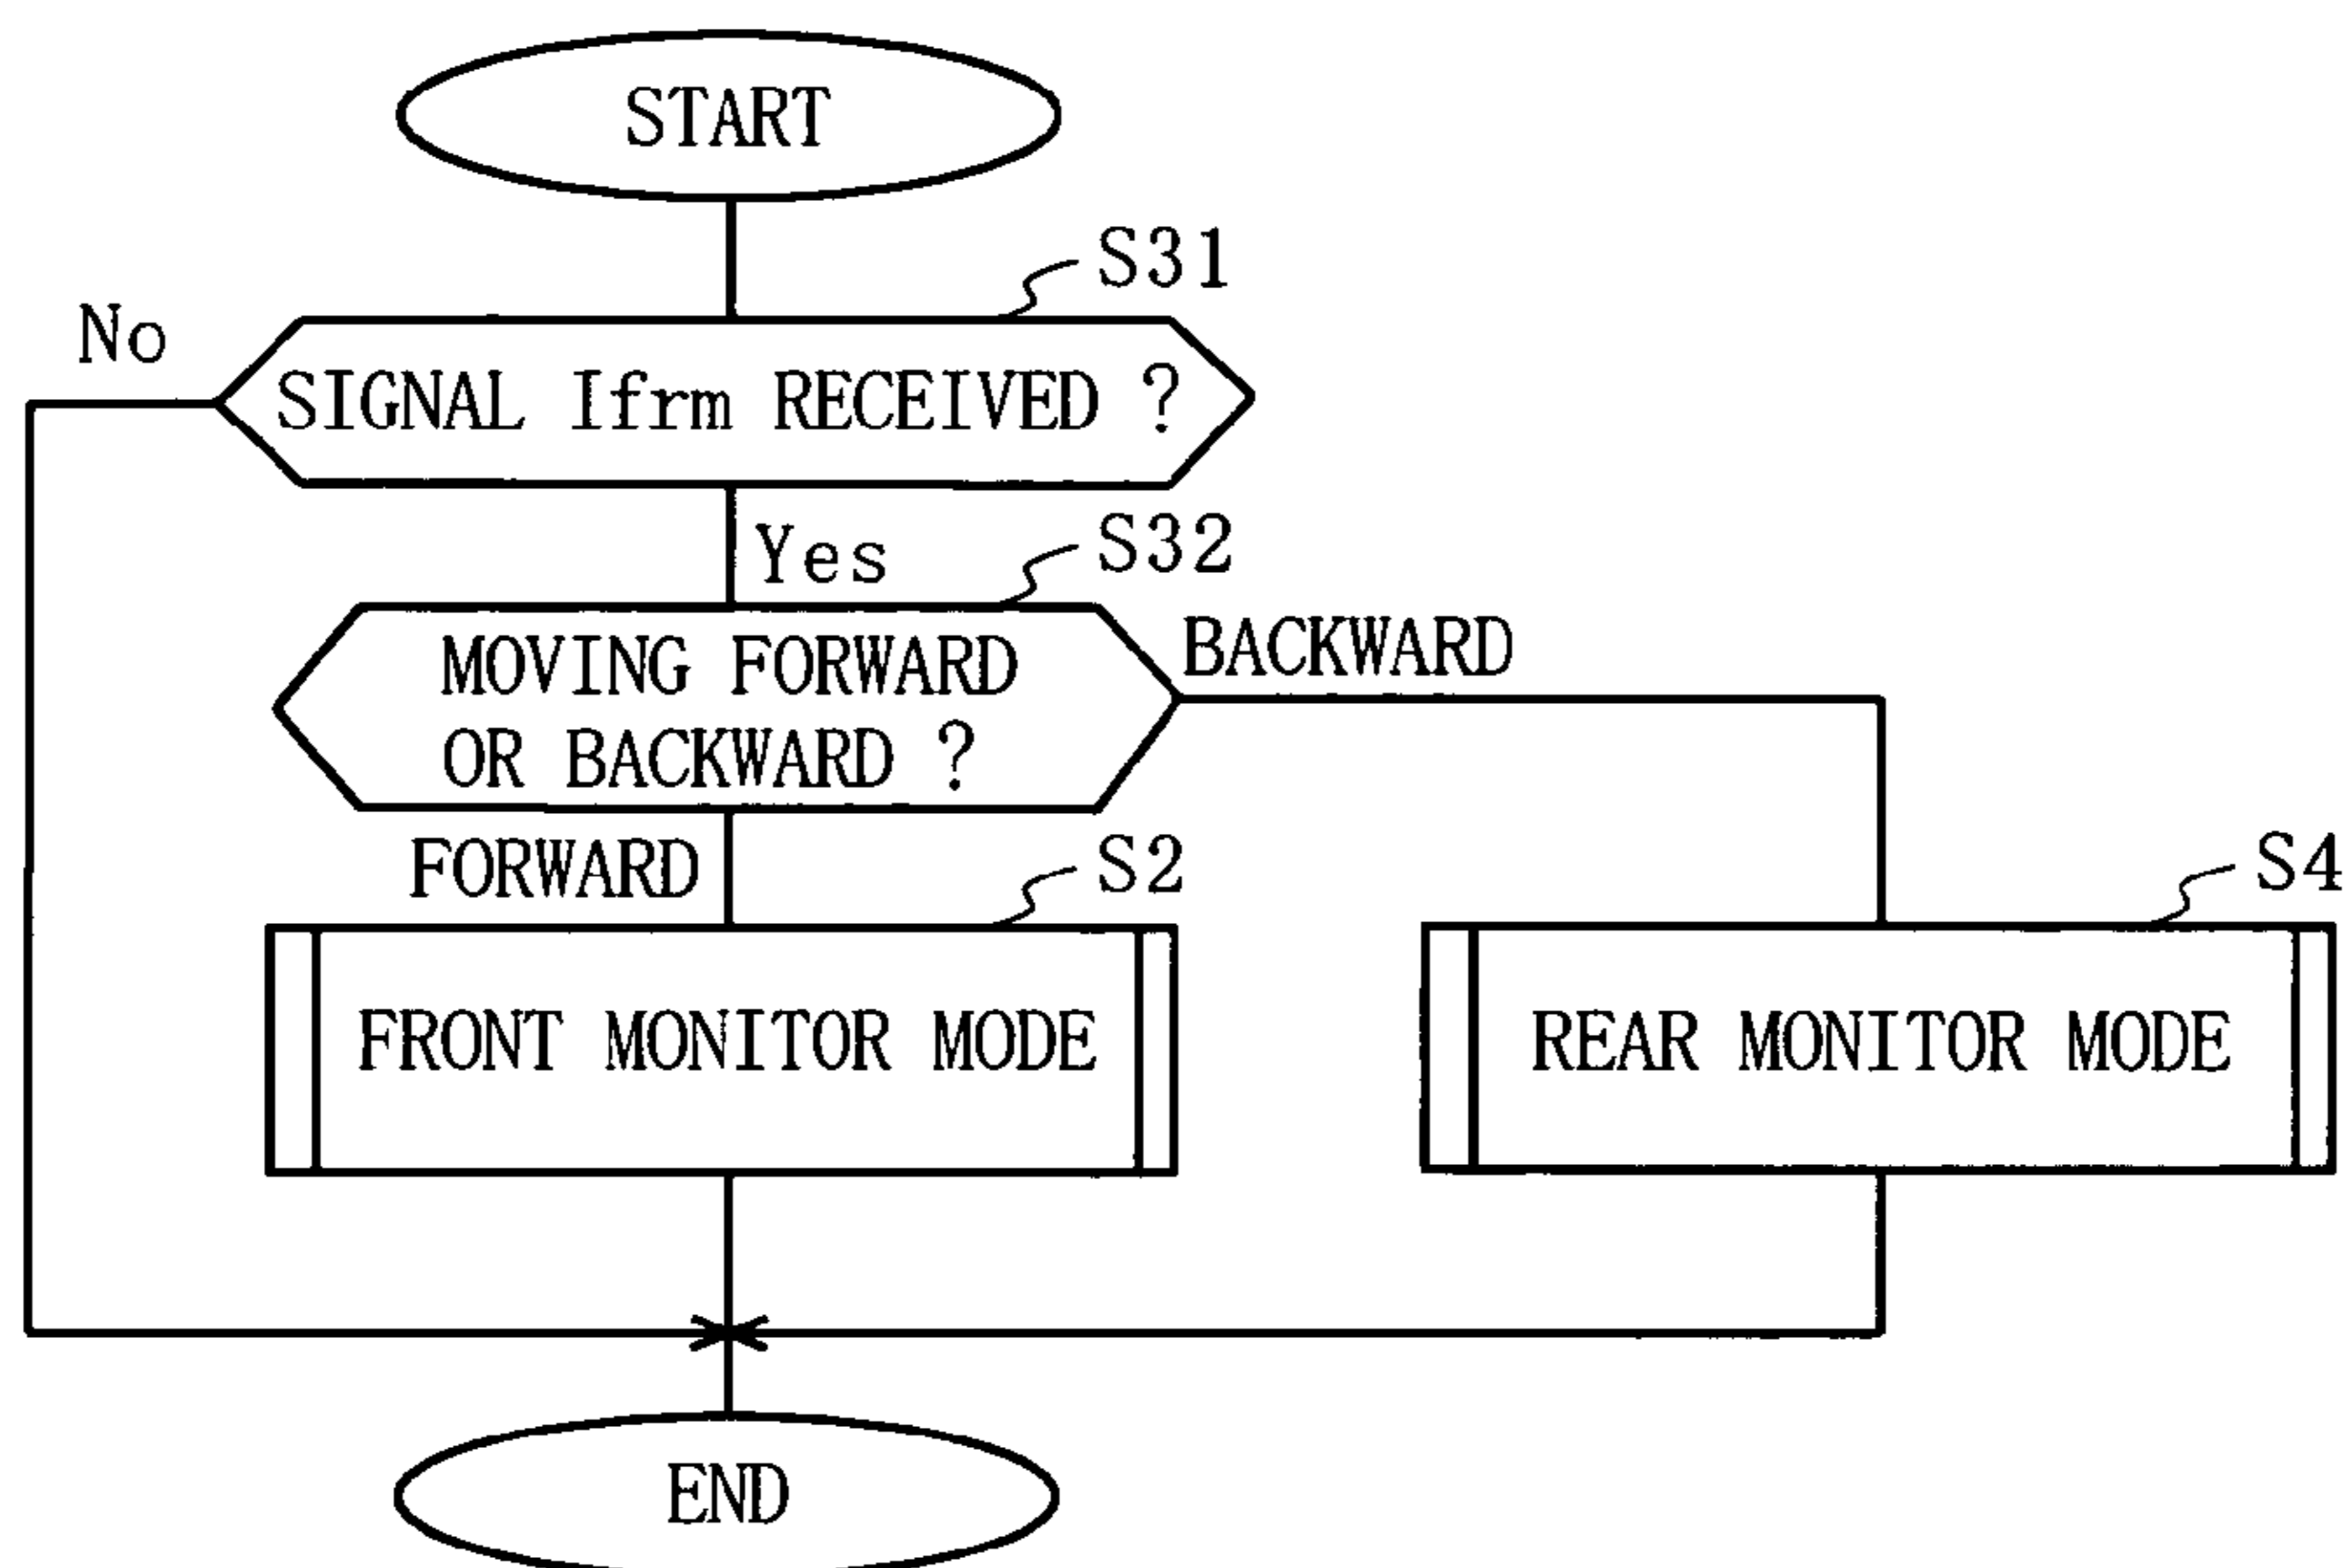 START
S31
No
SIGNAL Ifrm RECEIVED ?
Yes
S32
MOVING FORWARD
OR BACKWARD ?
BACKWARD
FORWARD
S2
S4
FRONT MONITOR MODE
REAR MONITOR MODE
END